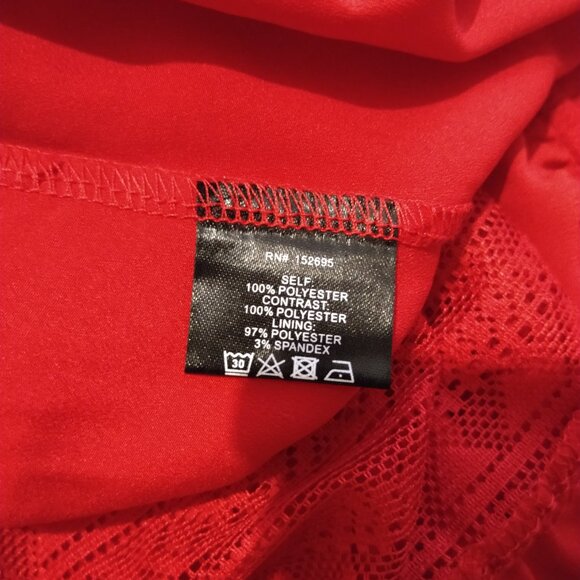 RN# 152695
SELF:
100% POLYESTER
CONTRAST:
100% POLYESTER
LINING:
97% POLYESTER
3% SPANDEX
30